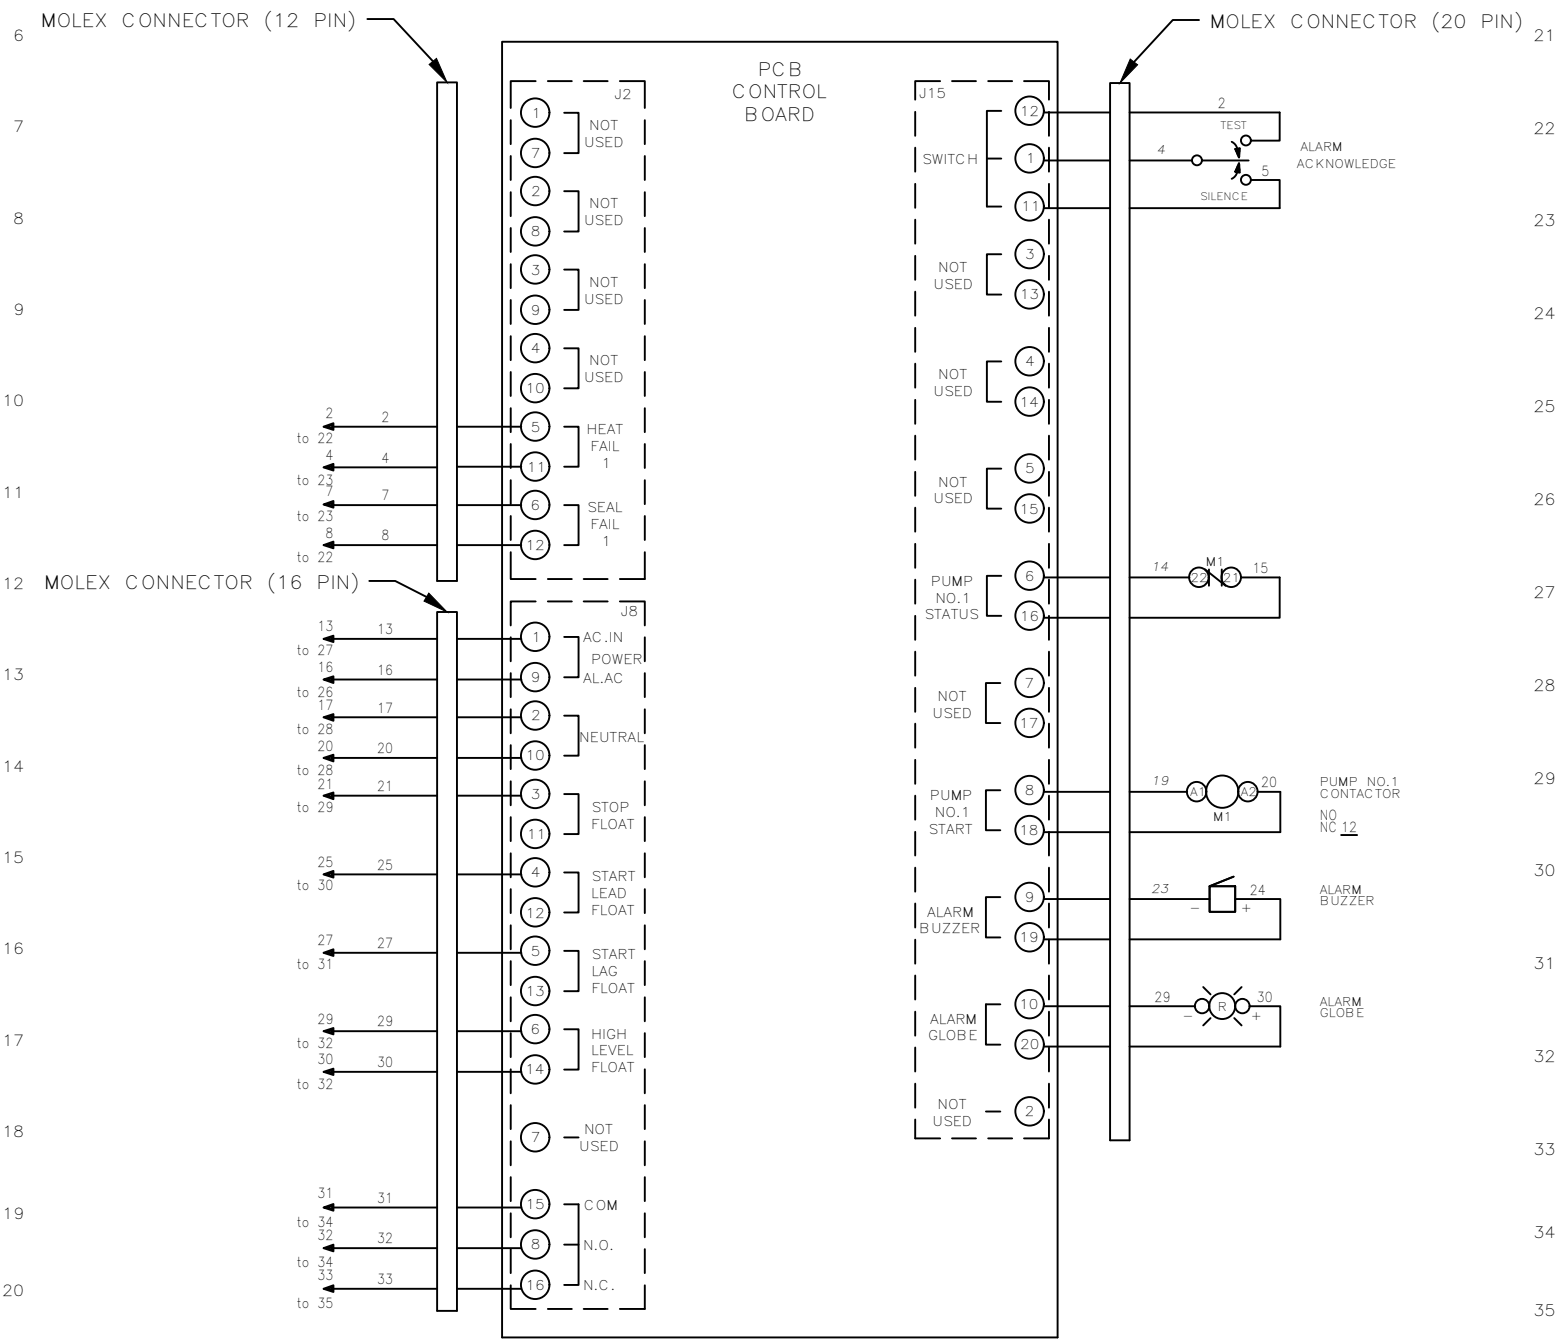 MOLEX CONNECTOR (12 PIN)
6
7
8
9
10
11
12
13
14
15
16
17
18
19
20
2
to 22
2
4
to 23
4
7
to 23
7
8
to 22
8
MOLEX CONNECTOR (16 PIN)
13
to 27
13
16
to 26
16
17
to 28
17
20
to 28
20
21
to 29
21
25
to 30
25
27
to 31
27
29
to 32
29
30
to 32
30
31
to 34
31
32
to 34
32
33
to 35
33
PCB
CONTROL
BOARD
J2
1
7
NOT
USED
2
8
NOT
USED
3
9
NOT
USED
4
10
NOT
USED
5
11
HEAT
FAIL
1
6
12
SEAL
FAIL
1
J8
1
AC.IN
POWER
9
AL.AC
2
10
NEUTRAL
3
11
STOP
FLOAT
4
12
START
LEAD
FLOAT
5
13
START
LAG
FLOAT
6
14
HIGH
LEVEL
FLOAT
7
NOT
USED
15
COM
8
N.O.
16
N.C.
J15
SWITCH
12
1
11
NOT
USED
3
13
NOT
USED
4
14
NOT
USED
5
15
PUMP
NO.1
STATUS
6
16
NOT
USED
7
17
PUMP
NO.1
START
8
18
ALARM
BUZZER
9
19
ALARM
GLOBE
10
20
NOT
USED
2
MOLEX CONNECTOR (20 PIN)
2
TEST
4
5
SILENCE
ALARM
ACKNOWLEDGE
14
M1
22
21
15
19
A1
A2
20
M1
PUMP NO.1
CONTACTOR
NO
NC 12
23
24
- +
ALARM
BUZZER
29
R
30
- +
ALARM
GLOBE
21
22
23
24
25
26
27
28
29
30
31
32
33
34
35